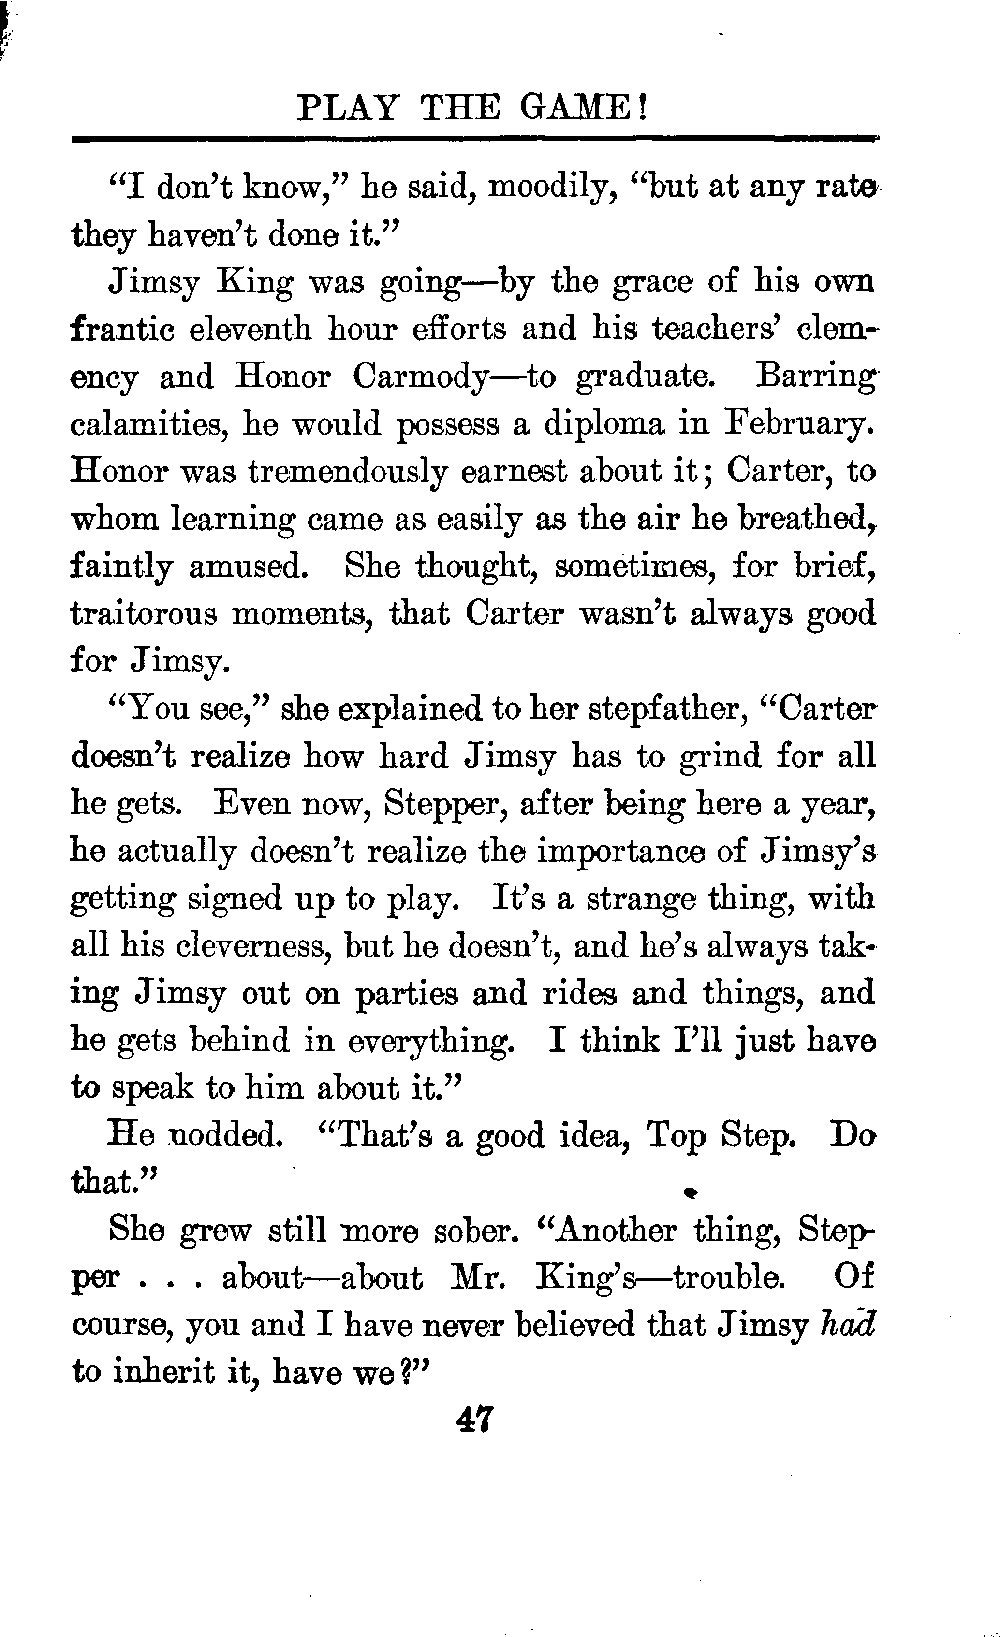 PLAY THE GAME!
“I don’t know,” he said, moodily, “but at any rate
they haven’t done it.”
Jimsy King was going—by the grace of his own
frantic eleventh hour efforts and his teachers’ clem-
ency and Honor Carmody—to graduate. Barring
calamities, he would possess a diploma in February.
Honor was tremendously earnest about it; Carter, to
whom learning came as easily as the air he breathed,
faintly amused. She thought, sometimes, for brief,
traitorous moments, that Carter wasn’t always good
for Jimsy.
“You see,” she explained to her stepfather, “Carter
doesn’t realize how hard Jimsy has to grind for all
he gets. Even now, Stepper, after being here a year,
he actually doesn’t realize the importance of Jimsy’s
getting signed up to play. It’s a strange thing, with
all his cleverness, but he doesn’t, and he’s always tak-
ing Jimsy out on parties and rides and things, and
he gets behind in everything. I think I’ll just have
to speak to him about it.”
He nodded. “That’s a good idea, Top Step. Do
that.”
She grew still more sober. “Another thing, Step-
per . . . about—about Mr. King’s—trouble. Of
course, you and I have never believed that Jimsy had
to inherit it, have we?”
47